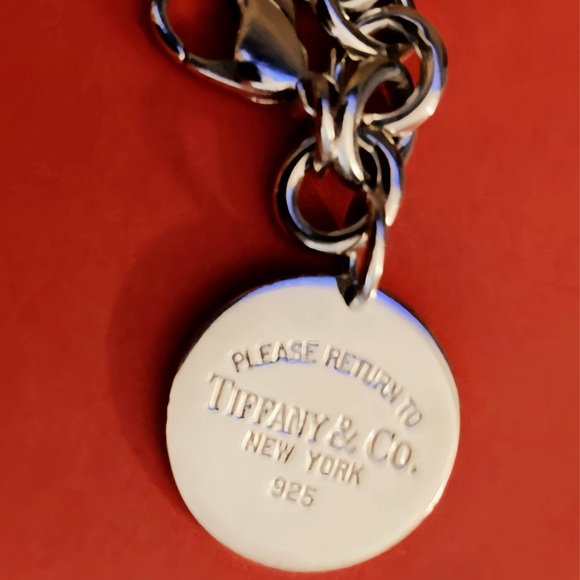 PLEASE RETURN TO
TIFFANY & CO.
NEW YORK
925